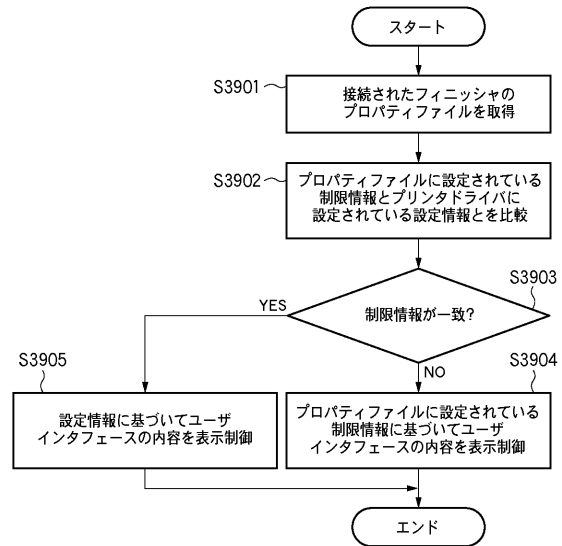 スタート
S3901
接続されたフィニッシャの
プロパティファイルを取得
S3902
プロパティファイルに設定されている
制限情報とプリンタドライバに
設定されている設定情報とを比較
S3903
制限情報が一致?
YES
NO
S3905
設定情報に基づいてユーザ
インタフェースの内容を表示制御
S3904
プロパティファイルに設定されている
制限情報に基づいてユーザ
インタフェースの内容を表示制御
エンド